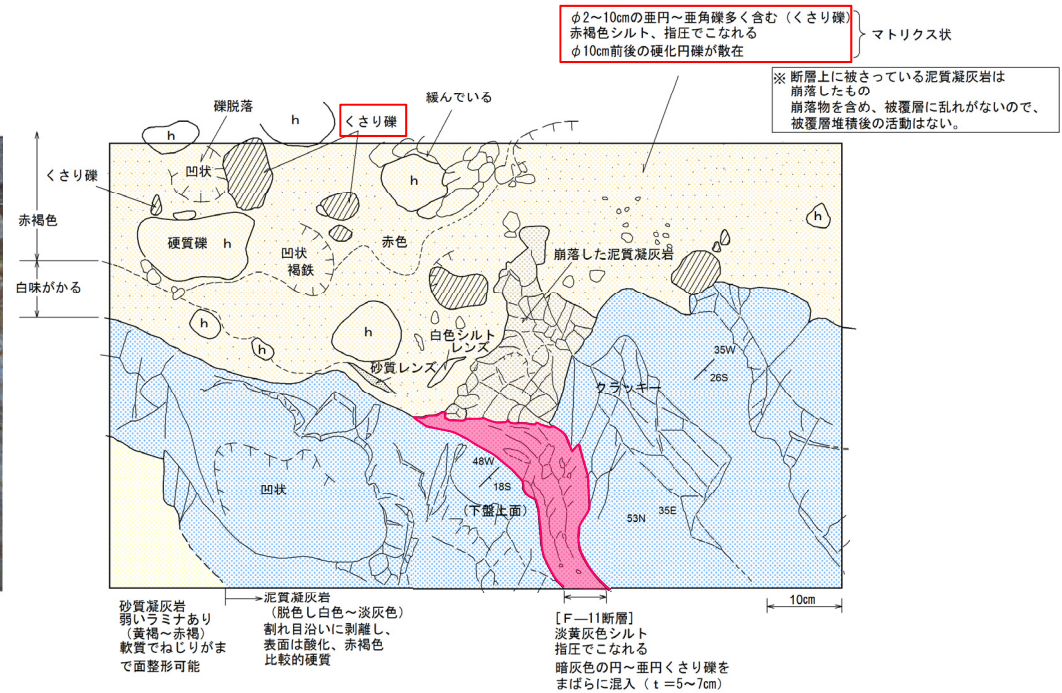 φ2～10cmの亜円～亜角礫多く含む（くさり礫）
赤褐色シルト、指圧でこなれる
φ10cm前後の硬化円礫が散在
マトリクス状
※ 断層上に被さっている泥質凝灰岩は
崩落したもの
崩落物を含め、被覆層に乱れがないので、
被覆層堆積後の活動はない。
礫脱落
h
h
くさり礫
緩んでいる
くさり礫
凹状
h
h
赤褐色
硬質礫
h
凹状
褐鉄
赤色
崩落した泥質凝灰岩
白味がかる
h
h
h
白色シルト
レンズ
砂質レンズ
クラッキー
35W
26S
48W
18S
（下盤上面）
凹状
53N
35E
10cm
砂質凝灰岩
弱いラミナあり
（黄褐～赤褐）
軟質でねじりがま
で面整形可能
泥質凝灰岩
（脱色し白色～淡灰色）
割れ目沿いに剥離し、
表面は酸化、赤褐色
比較的硬質
[Ｆ―11断層]
淡黄灰色シルト
指圧でこなれる
暗灰色の円～亜円くさり礫を
まばらに混入（ｔ＝5～7cm）